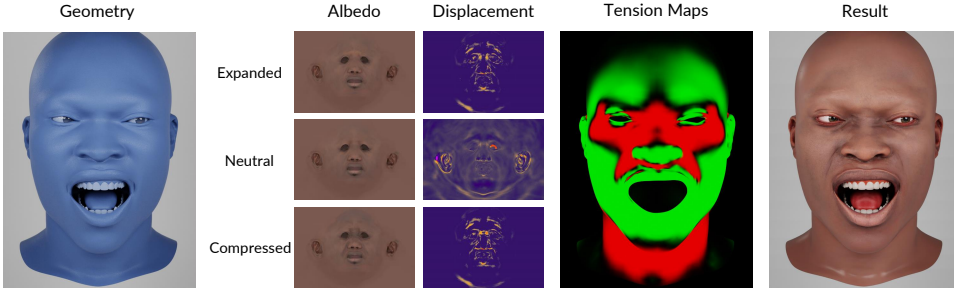 Geometry
Albedo
Displacement
Tension Maps
Result
Expanded
Neutral
Compressed